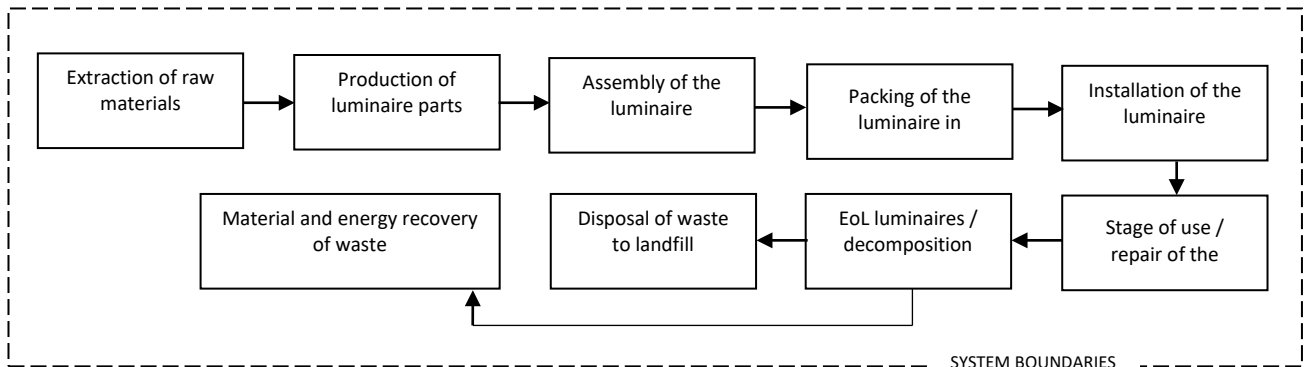 Extraction of raw
materials
Production of
luminaire parts
Assembly of the
luminaire
Packing of the
luminaire in
Installation of the
luminaire
Stage of use /
repair of the
EoL luminaires /
decomposition
Disposal of waste
to landfill
Material and energy recovery
of waste
SYSTEM BOUNDARIES